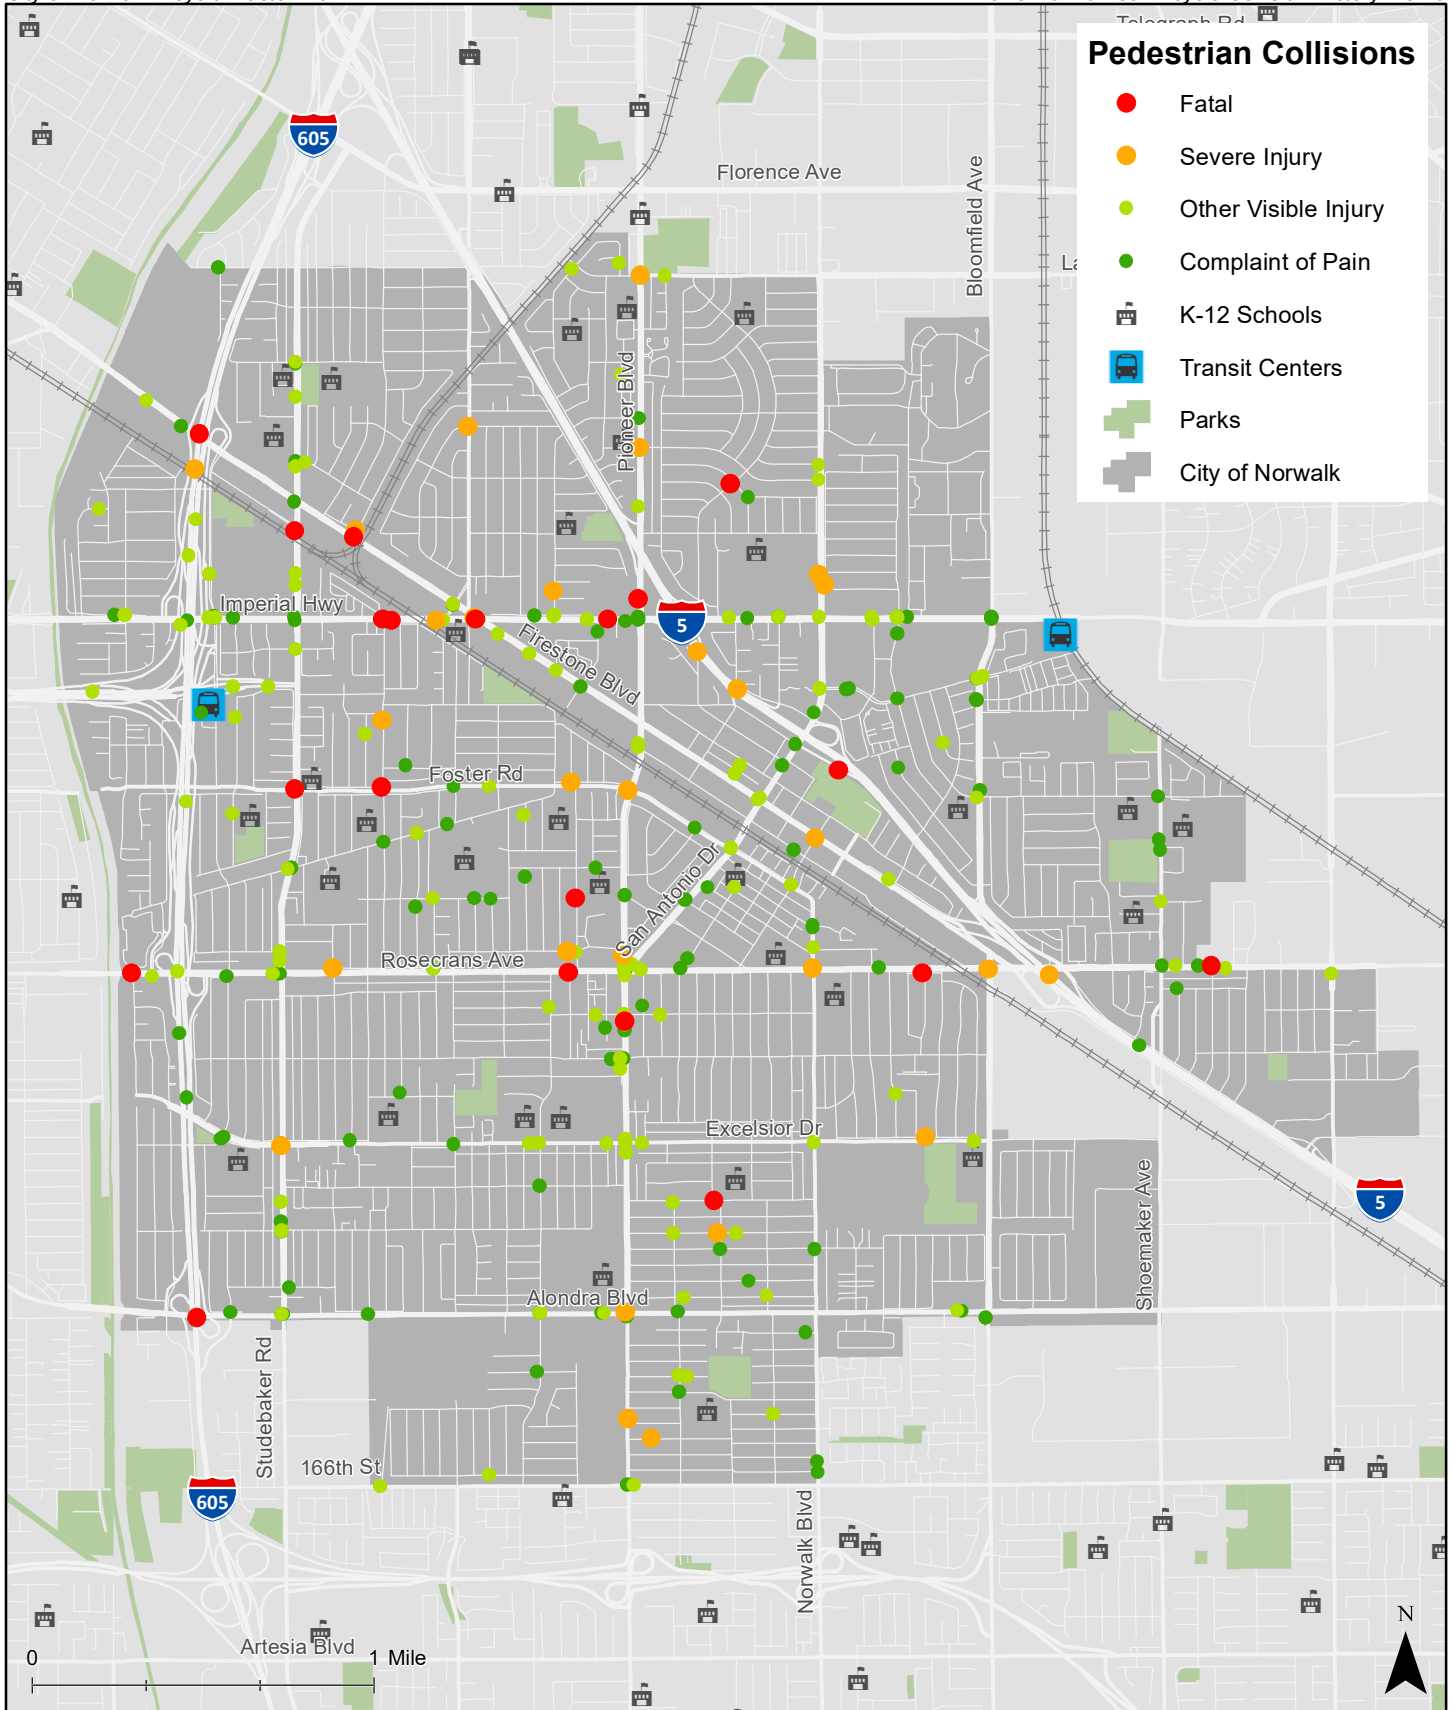 Telegraph Rd
Pedestrian Collisions
Fatal
Severe Injury
Other Visible Injury
Complaint of Pain
K-12 Schools
Transit Centers
Parks
City of Norwalk
605
Florence Ave
Bloomfield Ave
La
Pioneer Blvd
Imperial Hwy
5
Firestone Blvd
Foster Rd
San Antonio Dr
Rosecrans Ave
Excelsior Dr
Shoemaker Ave
5
Alondra Blvd
Studebaker Rd
166th St
605
Norwalk Blvd
Artesia Blvd
0
1 Mile
N